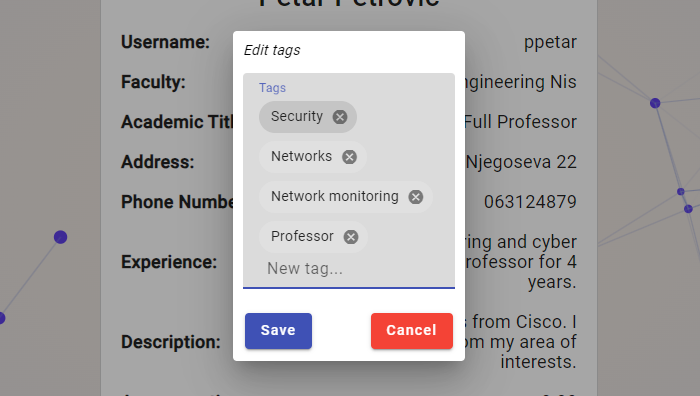 Petar Petrovic
Username: ppetar
Edit tags
Faculty: ngineering Nis
Tags
Security
Academic Titl Full Professor
Networks
Address: Njegoseva 22
Network monitoring
Phone Numbe 063124879
Professor
ring and cyber
Experience: rofessor for 4
New tag...
years.
Save
Cancel
s from Cisco. I
Description: om my area of
interests.